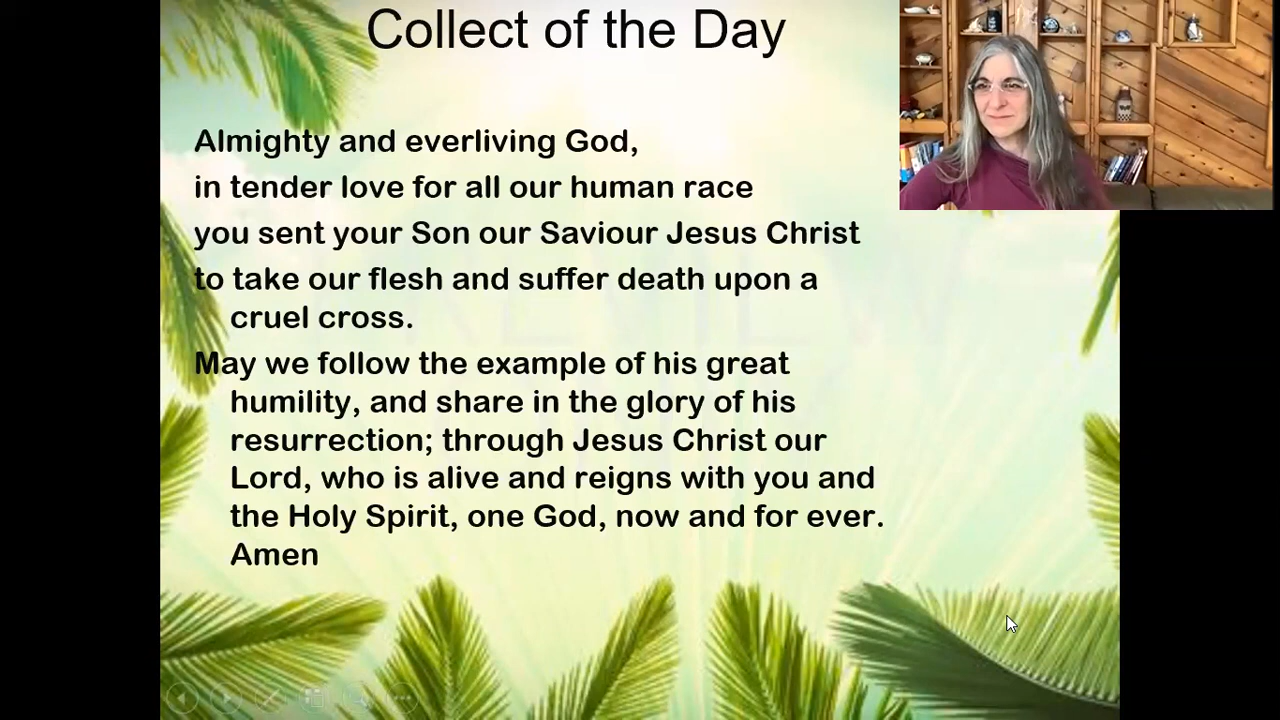 Collect of the Day
Almighty and everliving God,
in tender love for all our human race
you sent your Son our Saviour Jesus Christ
to take our flesh and suffer death upon a
cruel cross.
May we follow the example of his great
humility, and share in the glory of his
resurrection; through Jesus Christ our
Lord, who is alive and reigns with you and
the Holy Spirit, one God, now and for ever.
Amen